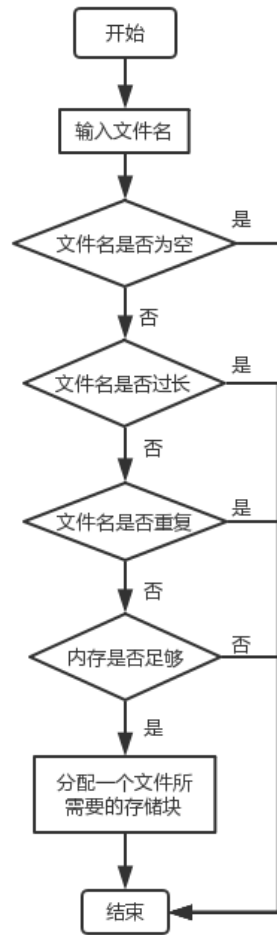 开始
输入文件名
文件名是否为空
是
否
文件名是否过长
是
否
文件名是否重复
是
否
内存是否足够
否
是
分配一个文件所
需要的存储块
结束